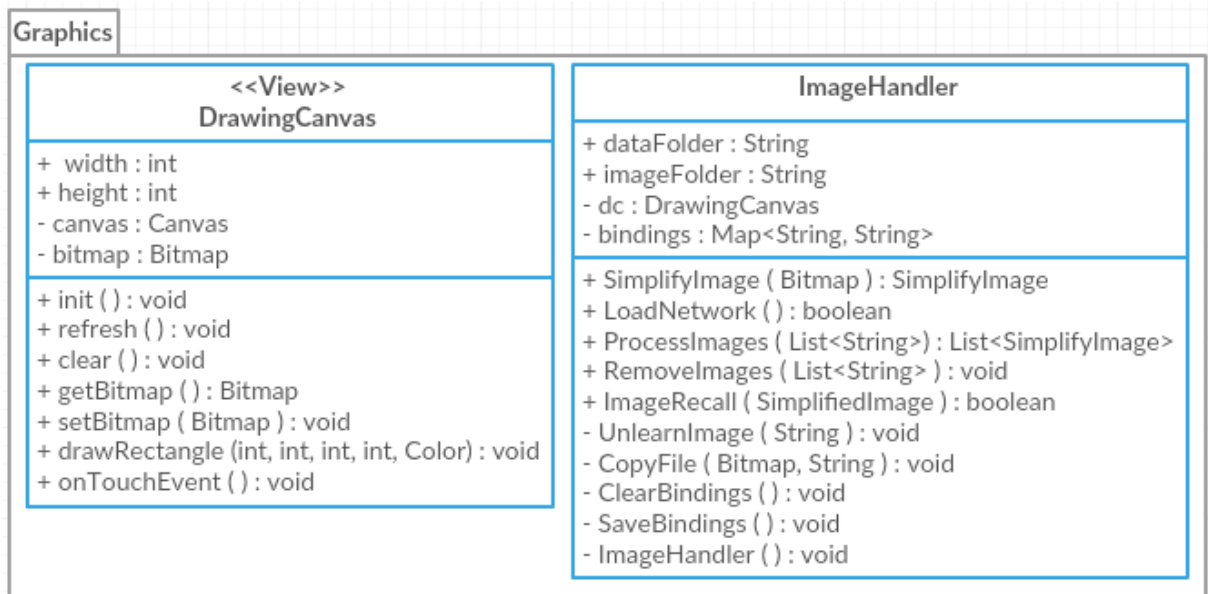 Graphics
<<View>>
DrawingCanvas
+  width : int
+ height : int
- canvas : Canvas
- bitmap : Bitmap
+ init ( ) : void
+ refresh ( ) : void
+ clear ( ) : void
+ getBitmap ( ) : Bitmap
+ setBitmap ( Bitmap ) : void
+ drawRectangle (int, int, int, int, Color) : void
+ onTouchEvent ( ) : void
ImageHandler
+ dataFolder : String
+ imageFolder : String
- dc : DrawingCanvas
- bindings : Map<String, String>
+ SimplifyImage ( Bitmap ) : SimplifyImage
+ LoadNetwork ( ) : boolean
+ ProcessImages ( List<String>) : List<SimplifyImage>
+ RemoveImages ( List<String> ) : void
+ ImageRecall ( SimplifiedImage ) : boolean
- UnlearnImage ( String ) : void
- CopyFile ( Bitmap, String ) : void
- ClearBindings ( ) : void
- SaveBindings ( ) : void
- ImageHandler ( ) : void